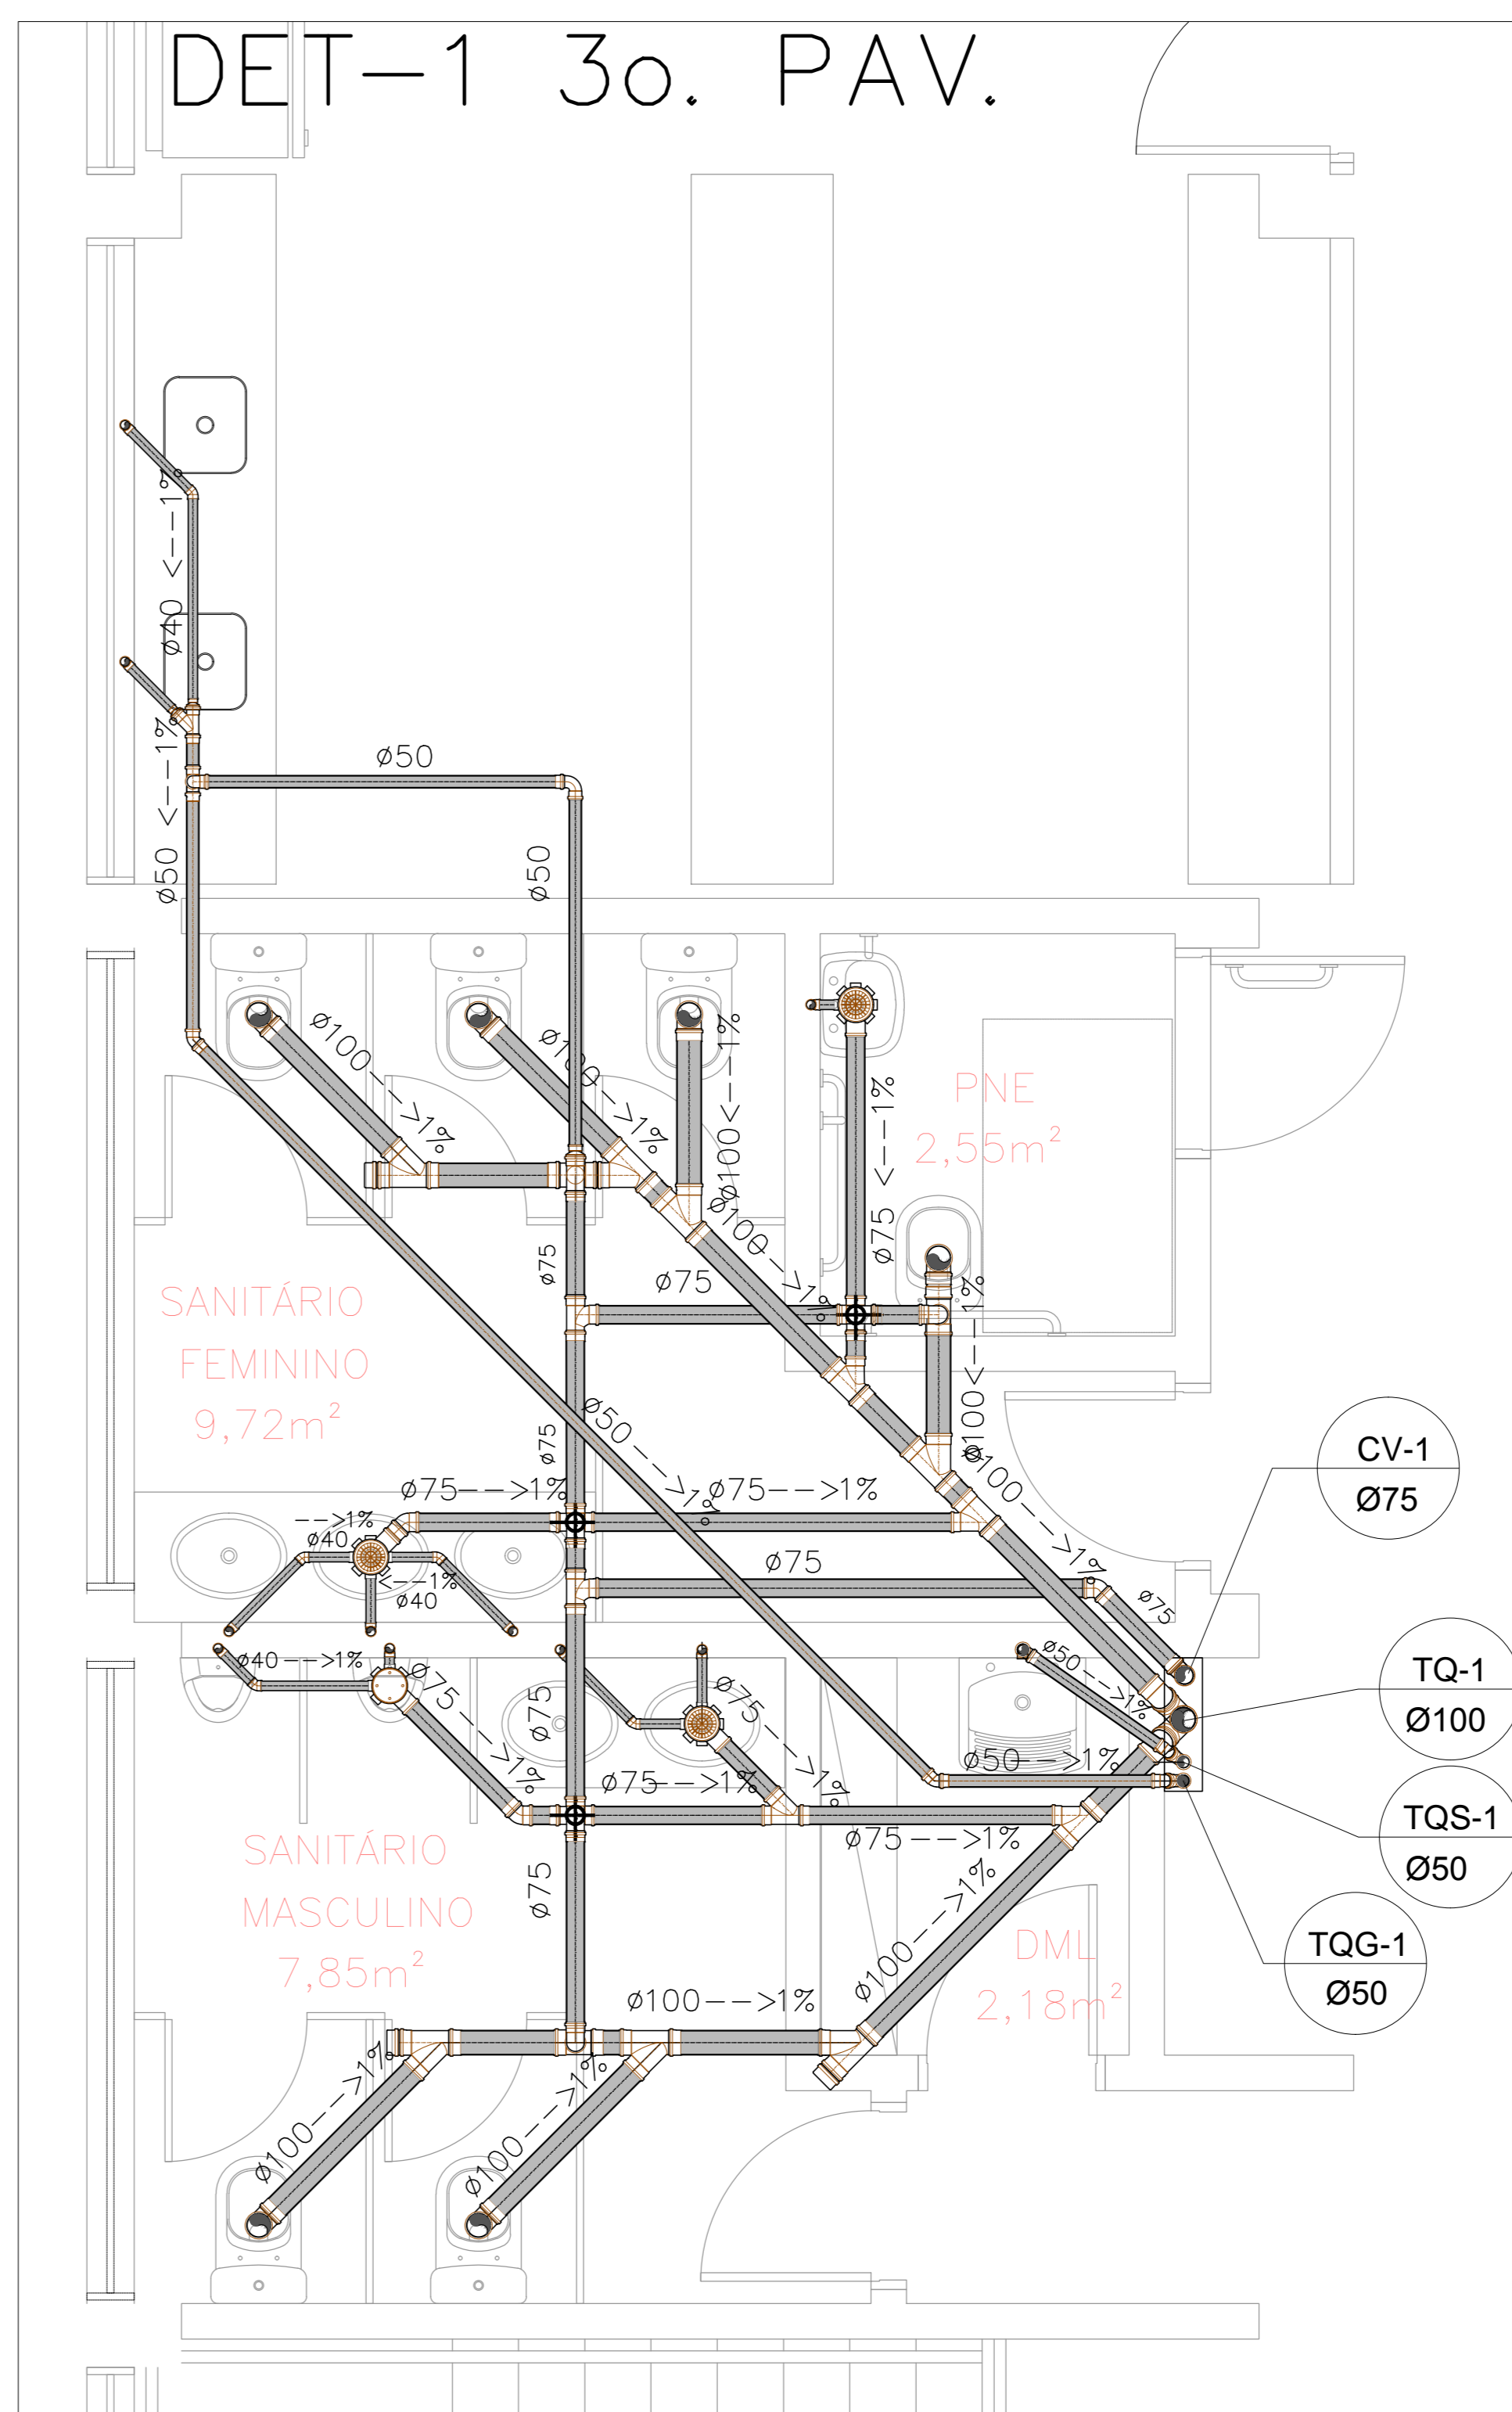 DET-1 3o. PAV.
ø40 <--1%
ø50 <--1%
ø50
ø50
ø100-->1%
ø100-->1%
ø100<--1%
ø75 <--1%
PNE
2,55m²
ø100-->1%
ø75
ø75
SANITÁRIO
FEMININO
9,72m²
ø100<--1%
ø75
ø50-->1%
ø75-->1%
ø75-->1%
ø100-->1%
-->1%
ø40
<--1%
ø40
ø75
ø75
CV-1
Ø75
ø40-->1%
ø75-->1%
ø75
ø75-->1%
ø50-->1%
TQ-1
Ø100
ø75-->1%
ø50-->1%
TQS-1
Ø50
ø75-->1%
SANITÁRIO
MASCULINO
7,85m²
ø75
ø100-->1%
DML
2,18m²
TQG-1
Ø50
ø100-->1%
ø100-->1%
ø100-->1%